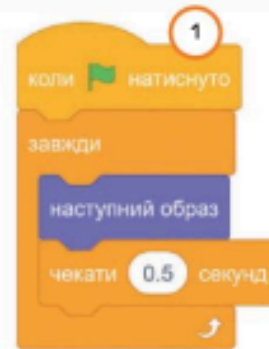 1
коли натиснуто
завжди
наступний образ
чекати 0.5 секунд